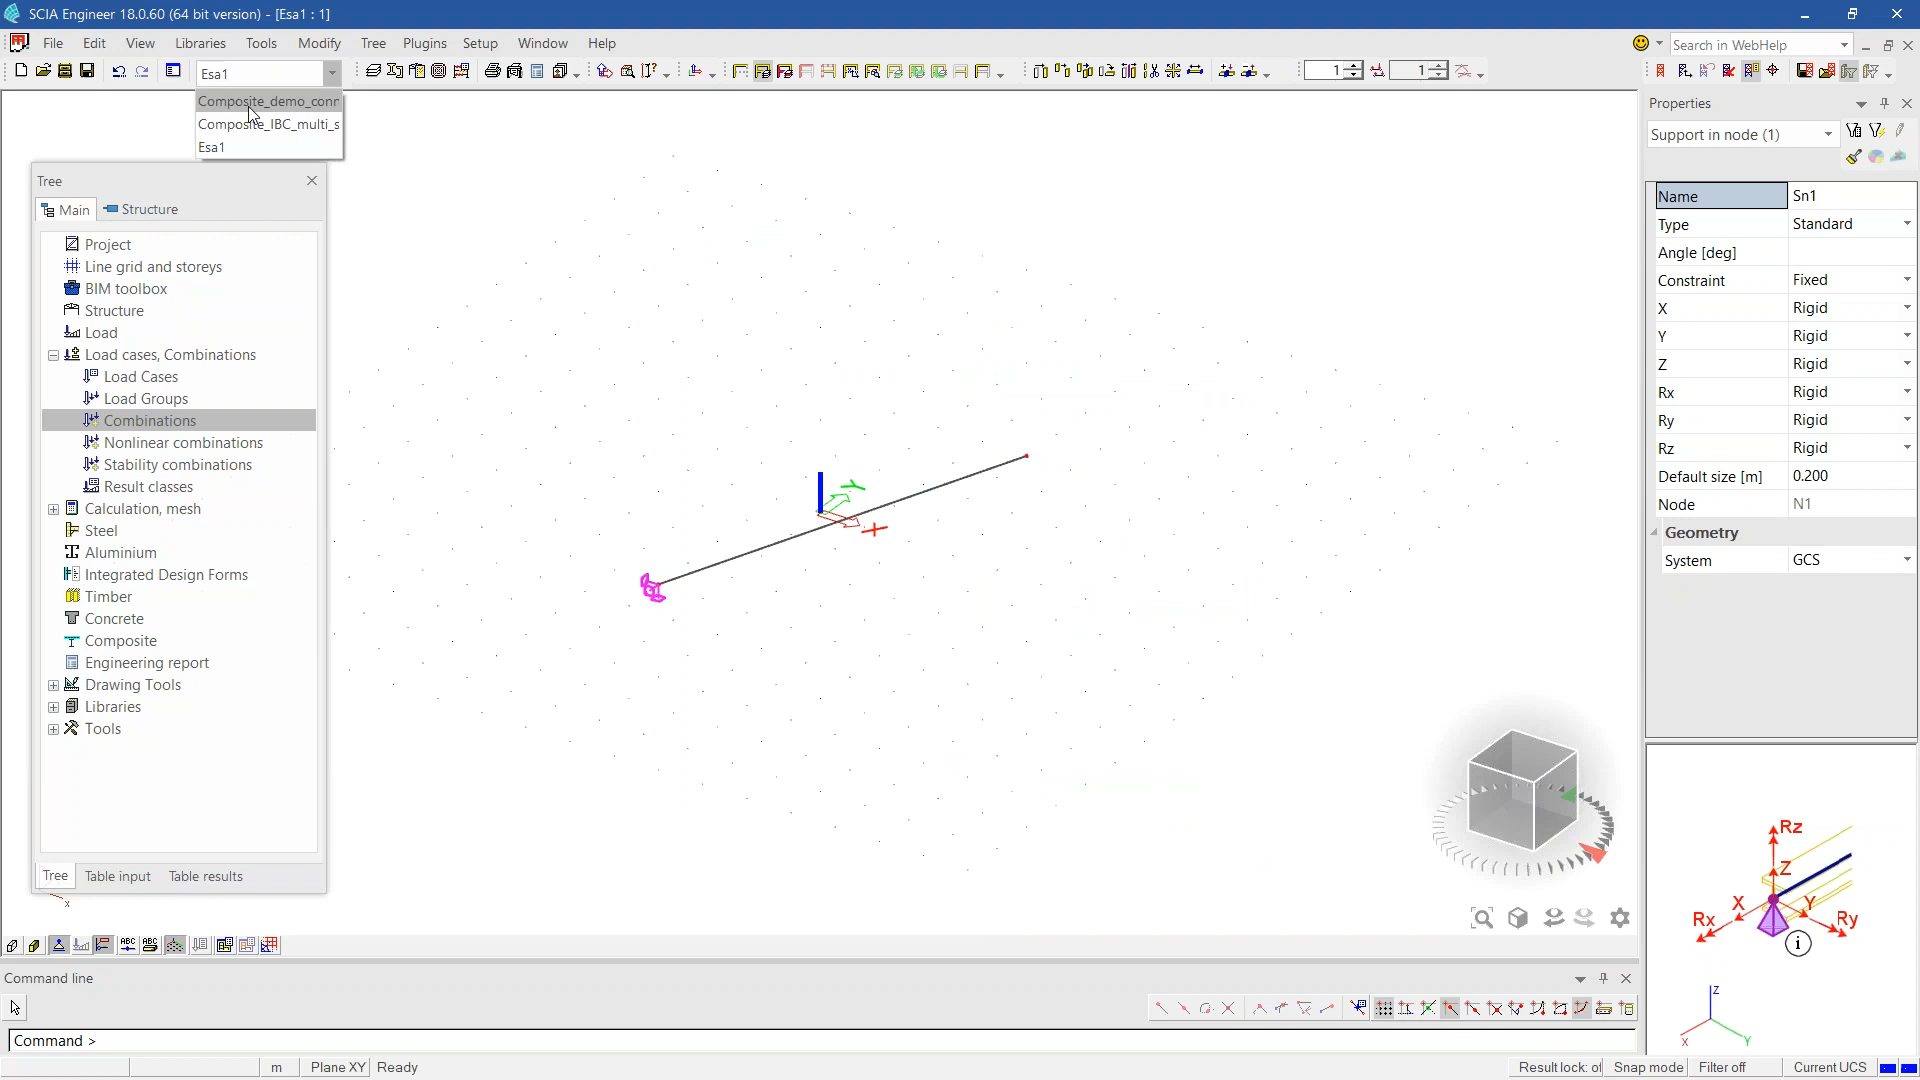 SCIA Engineer 18.0.60 (64 bit version) - [Esa1 : 1]
File Edit View Libraries Tools Modify Tree Plugins Setup Window Help
Search in WebHelp
Esa1
1
1
Composite_demo_conr
Composite_IBC_multi_s
Esa1
Tree
Main
Structure
Project
Line grid and storeys
BIM toolbox
Structure
Load
Load cases, Combinations
Load Cases
Load Groups
Combinations
Nonlinear combinations
Stability combinations
Result classes
Calculation, mesh
Steel
Aluminium
Integrated Design Forms
Timber
Concrete
Composite
Engineering report
Drawing Tools
Libraries
Tools
Tree Table input Table results
x
Y
X
Properties
Support in node (1)
Name Sn1
Type Standard
Angle [deg]
Constraint Fixed
X Rigid
Y Rigid
Z Rigid
Rx Rigid
Ry Rigid
Rz Rigid
Default size [m] 0.200
Node N1
Geometry
System GCS
Rz
Z
X
Y
Rx
Ry
i
Z
X
Y
ABC
ABC
Command line
Command >
m Plane XY Ready
Result lock: of Snap mode Filter off Current UCS